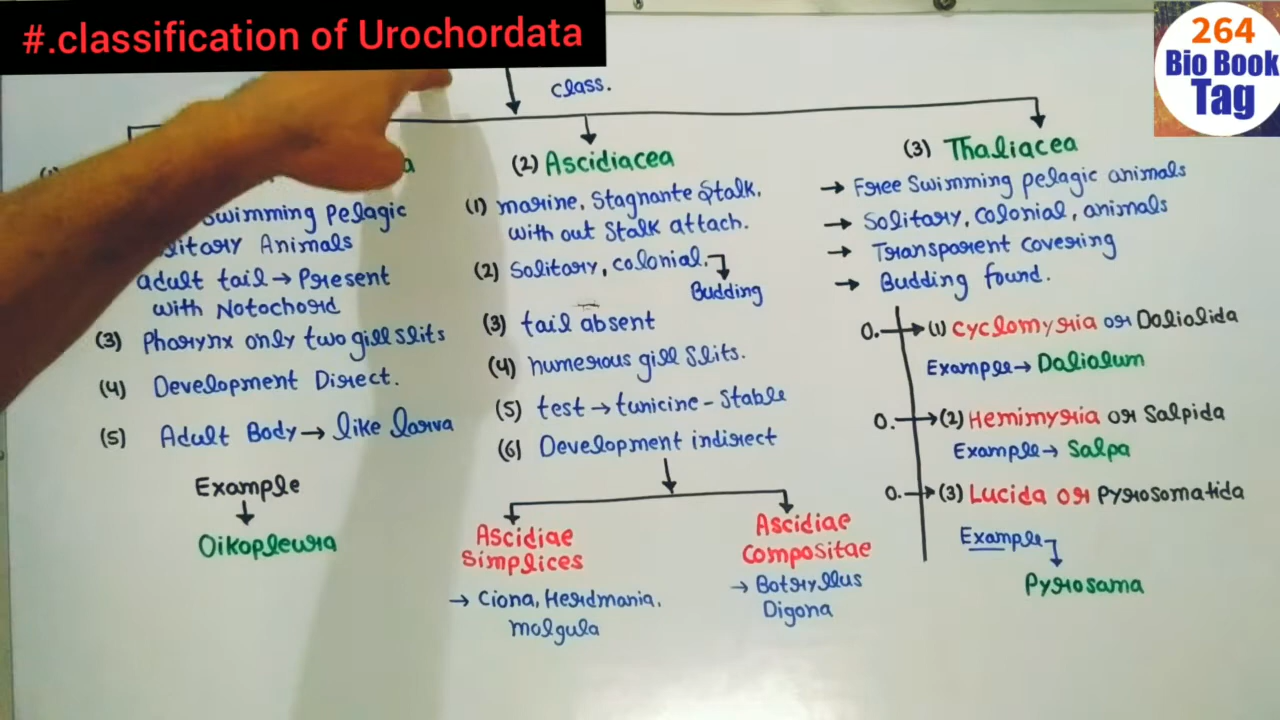 #.classification of Urochordata
264
Bio Book
Tag
class.
Swimming Pelagic
Animals
adult tail → Present
with Notochord
(3) Pharynx only two gill slits
(4) Development Direct.
(5) Adult Body → like larva
Example
Oikopleura
(2) Ascidiacea
(1) marine, Stagnante Stalk.
with out Stalk attach.
(2) Solitary, colonial.
Budding
(3) tail absent
(4) numerous gill slits.
(5) test → tunicine - Stable
(6) Development indirect
Ascidiae
Simplices
→ Ciona, Herdmania.
molgula
Ascidiae
Compositae
→ Botryllus
Digona
(3) Thaliacea
→ Free Swimming pelagic animals
→ Solitary, Colonial, animals
→ Transparent covering
→ Budding found.
O. → (1) Cyclomyria or Doliolida
Example → Daliolum
O. → (2) Hemimyria or Salpida
Example → Salpa
O. → (3) Lucida or Pyrosomatida
Example
Pyrosama